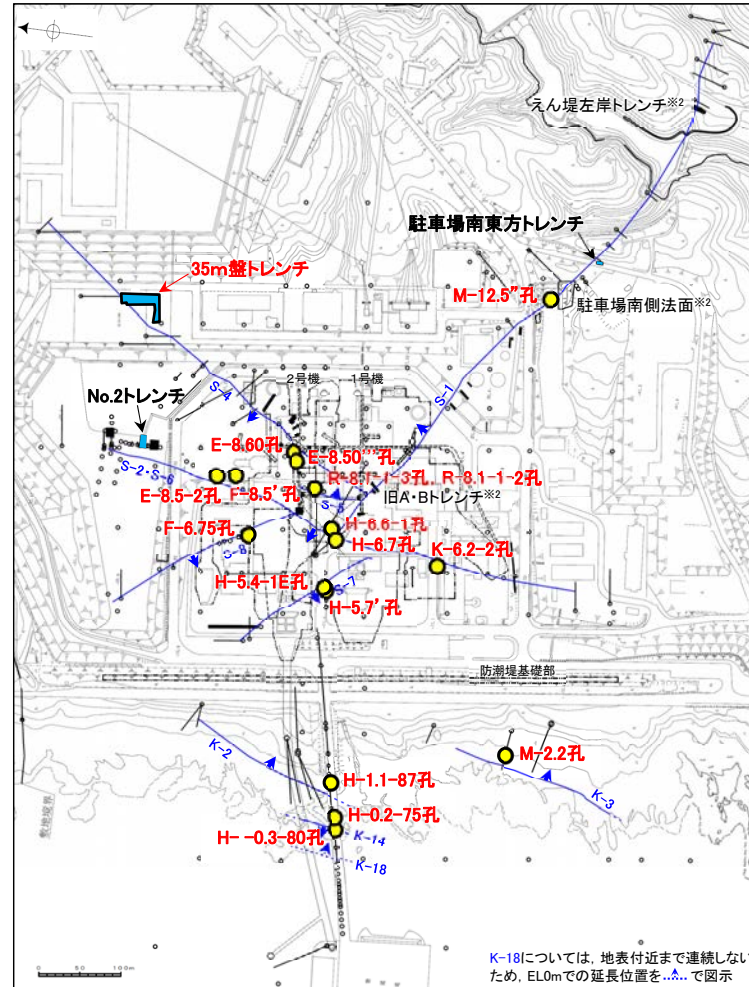 えん堤左岸トレンチ※2
駐車場南東方トレンチ
35m盤トレンチ
M-12.5”孔
駐車場南側法面※2
2号機
1号機
S-1
S-4
No.2トレンチ
E-8.60孔
E-8.50’’’孔
S-2・S-6
R-8.1-1-3孔, R-8.1-1-2孔
E-8.5-2孔
F-8.5’孔
S-5
旧A・Bトレンチ※2
F-6.75孔
H-6.6-1孔
H-6.7孔
K-6.2-2孔
S-8
H-5.4-1E孔
S-7
H-5.7’孔
防潮堤基礎部
K-2
M-2.2孔
H-1.1-87孔
K-3
敷地境界
H-0.2-75孔
H- -0.3-80孔
K-14
K-18
0 50 100m
K-18については, 地表付近まで連続しない
ため, EL0mでの延長位置を で図示